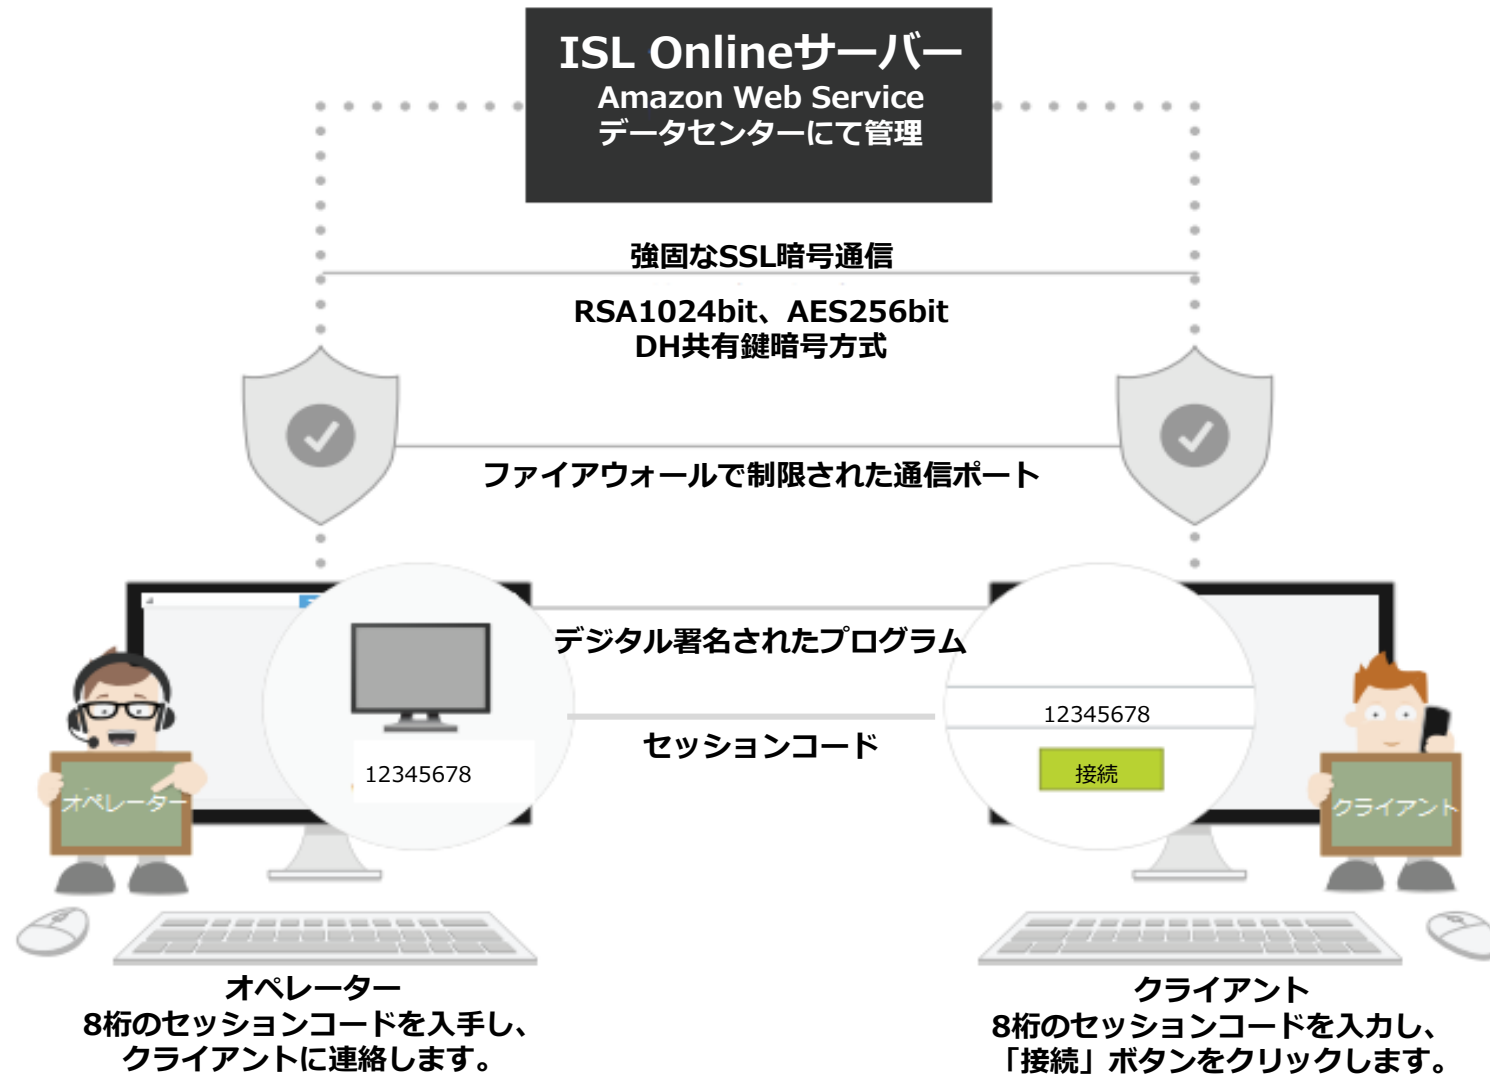 ISL Onlineサーバー
Amazon Web Service
データセンターにて管理
強固なSSL暗号通信
RSA1024bit、AES256bit
DH共有鍵暗号方式
ファイアウォールで制限された通信ポート
デジタル署名されたプログラム
セッションコード
12345678
12345678
接続
オペレーター
クライアント
オペレーター
8桁のセッションコードを入手し、
クライアントに連絡します。
クライアント
8桁のセッションコードを入力し、
「接続」ボタンをクリックします。